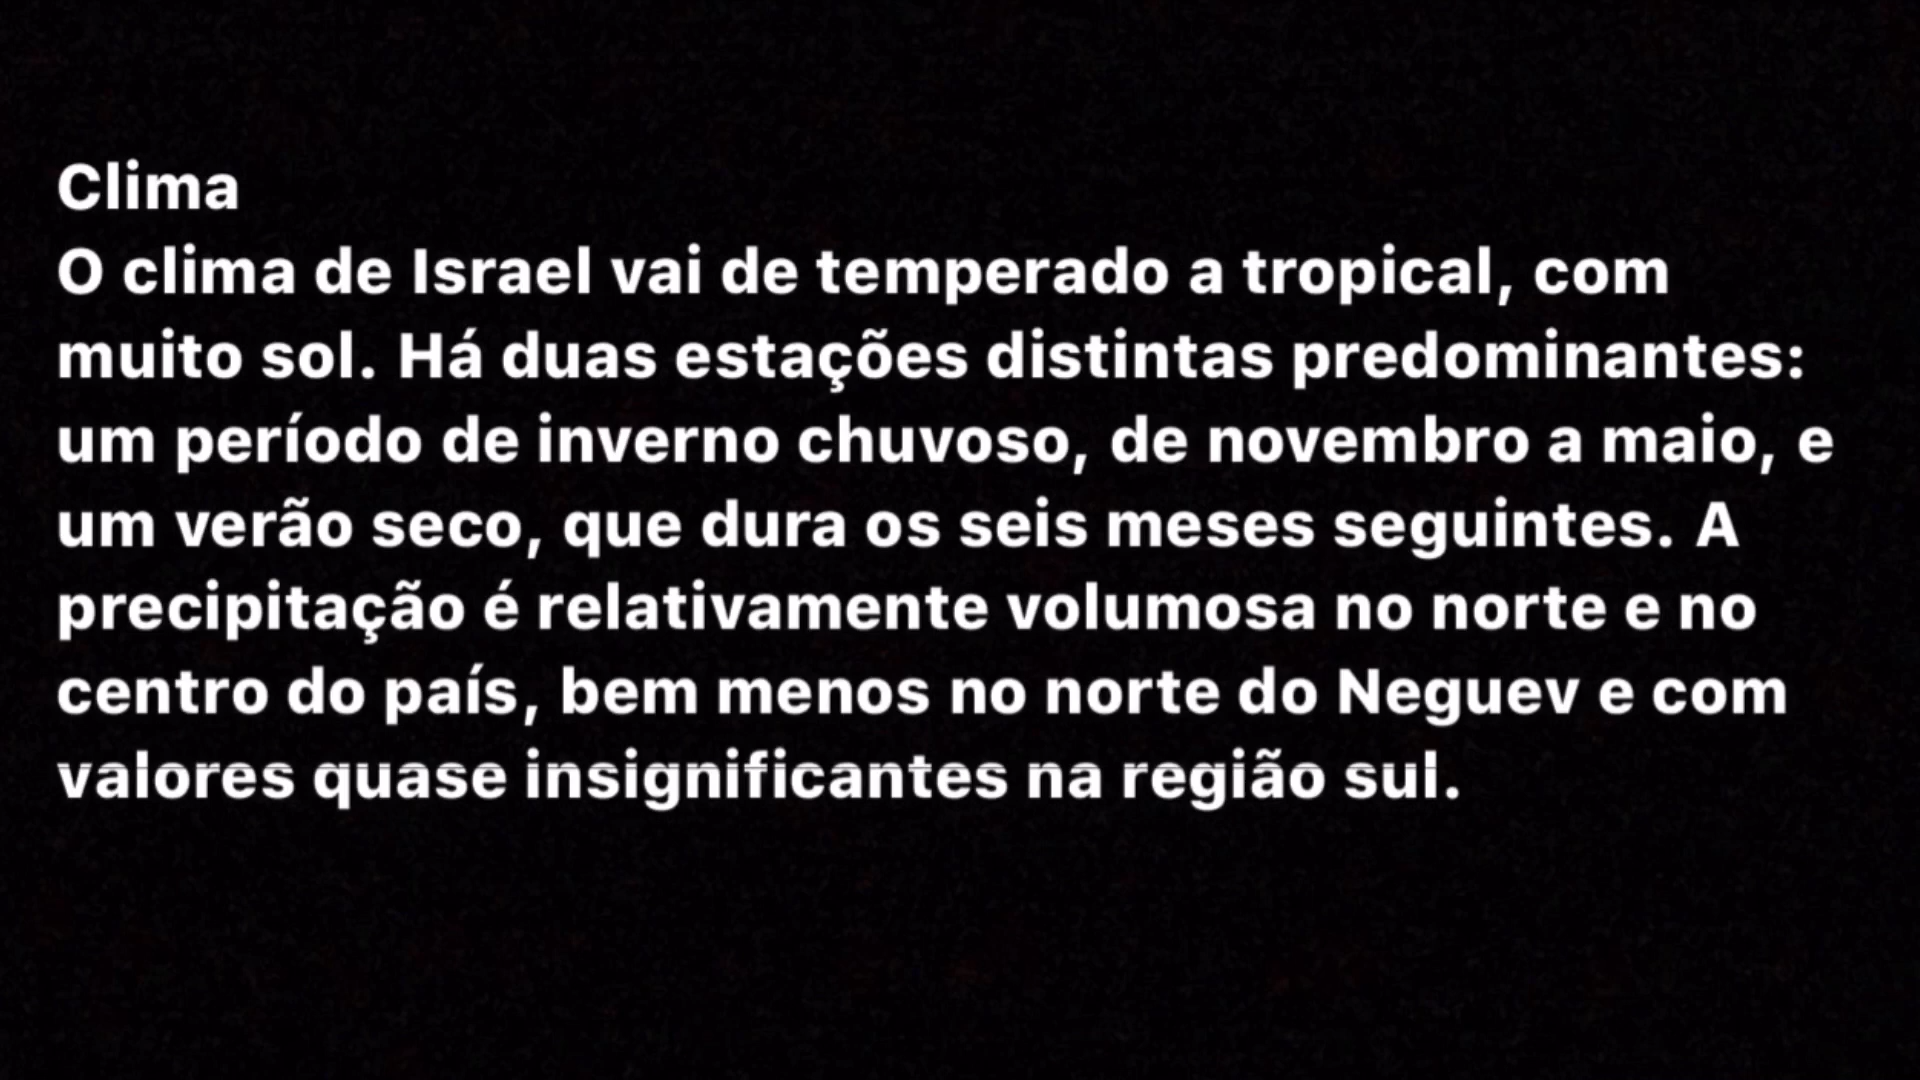 Clima
O clima de Israel vai de temperado a tropical, com
muito sol. Há duas estações distintas predominantes:
um período de inverno chuvoso, de novembro a maio, e
um verão seco, que dura os seis meses seguintes. A
precipitação é relativamente volumosa no norte e no
centro do país, bem menos no norte do Neguev e com
valores quase insignificantes na região sul.